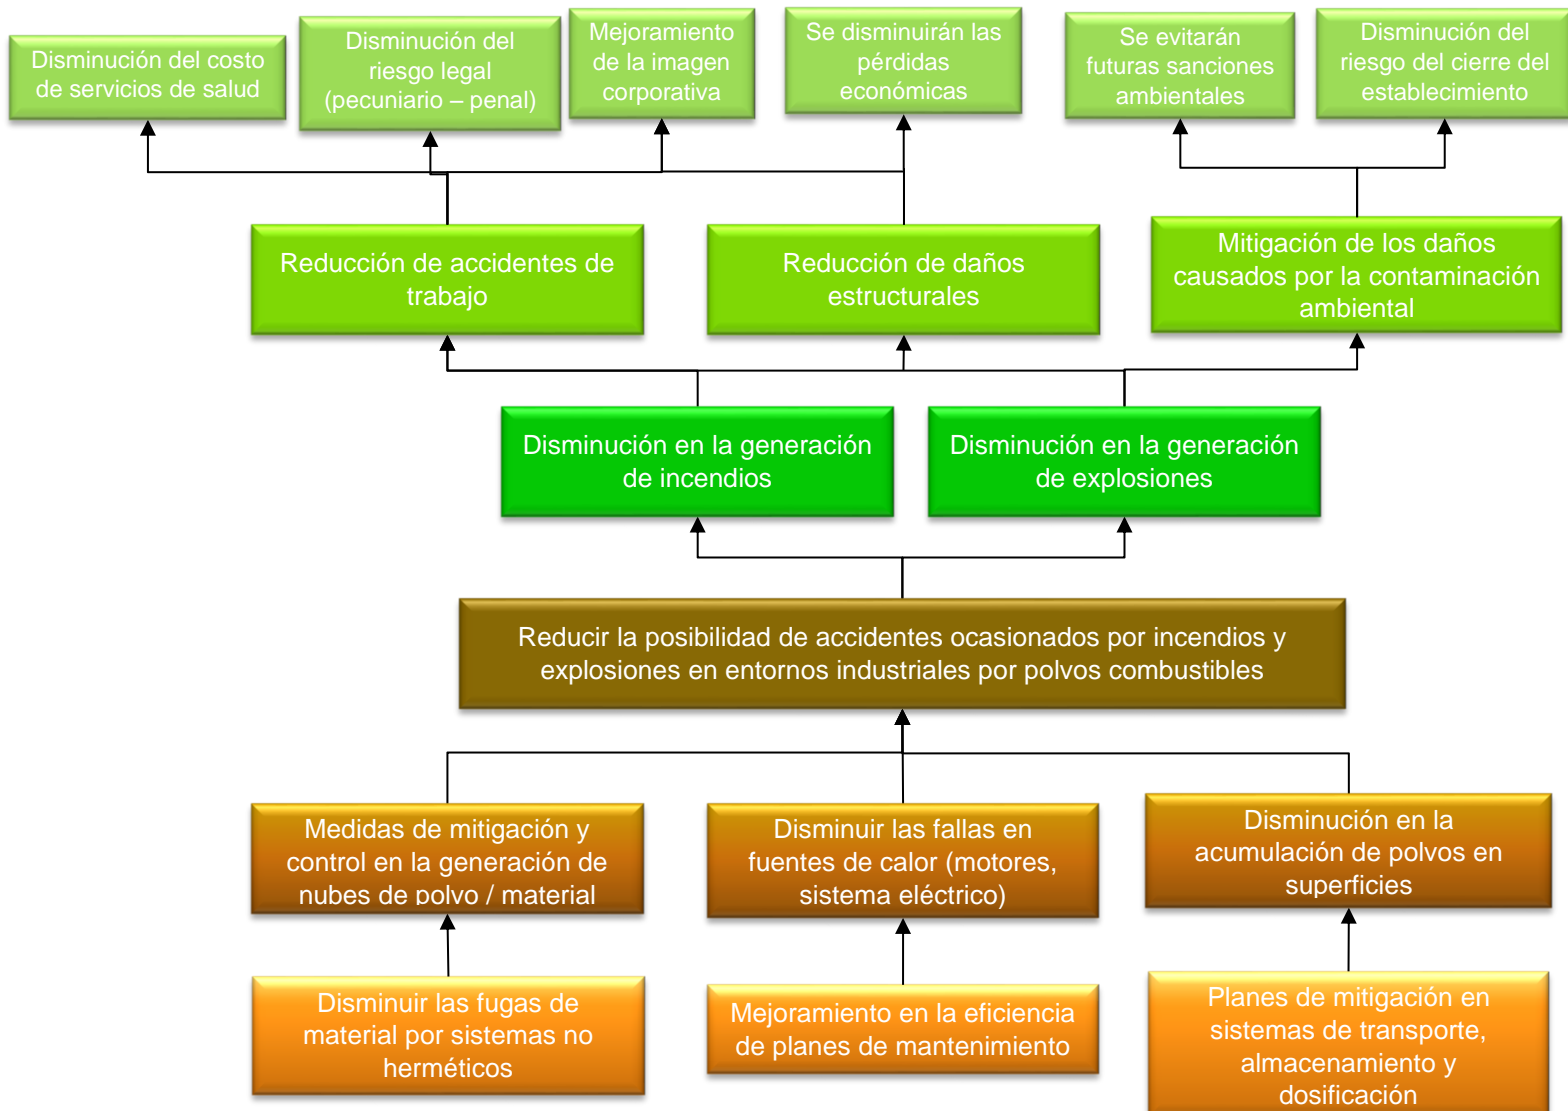 Disminución del costo
de servicios de salud
Disminución del
riesgo legal
(pecuniario – penal)
Mejoramiento
de la imagen
corporativa
Se disminuirán las
pérdidas
económicas
Se evitarán
futuras sanciones
ambientales
Disminución del
riesgo del cierre del
establecimiento
Reducción de accidentes de
trabajo
Reducción de daños
estructurales
Mitigación de los daños
causados por la contaminación
ambiental
Disminución en la generación
de incendios
Disminución en la generación
de explosiones
Reducir la posibilidad de accidentes ocasionados por incendios y
explosiones en entornos industriales por polvos combustibles
Medidas de mitigación y
control en la generación de
nubes de polvo / material
Disminuir las fallas en
fuentes de calor (motores,
sistema eléctrico)
Disminución en la
acumulación de polvos en
superficies
Disminuir las fugas de
material por sistemas no
herméticos
Mejoramiento en la eficiencia
de planes de mantenimiento
Planes de mitigación en
sistemas de transporte,
almacenamiento y
dosificación